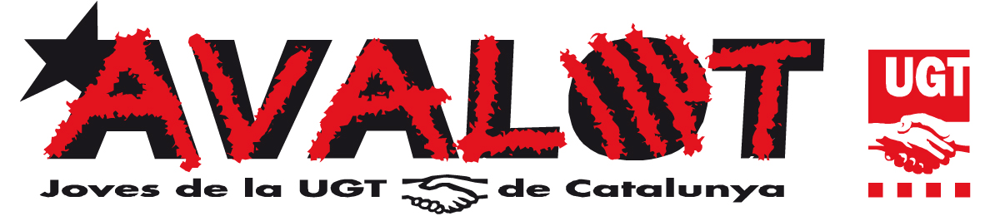 AVALOT
Joves de la UGT de Catalunya
UGT